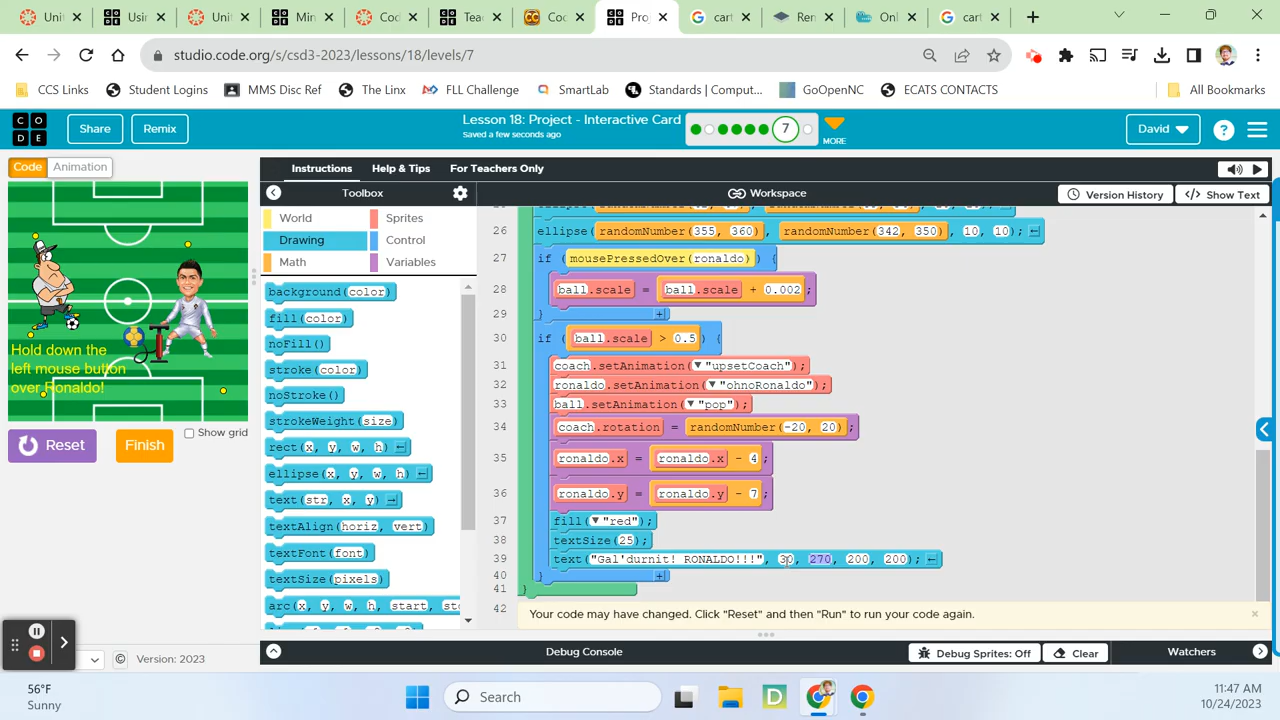 Unit
Usin
Unit
Min
Co
Tea
Co
Proj
cart
Ren
Onl
cart
studio.code.org/s/csd3-2023/lessons/18/levels/7
CCS Links
Student Logins
MMS Disc Ref
The Linx
FLL Challenge
SmartLab
Standards | Comput...
GoOpenNC
ECATS CONTACTS
All Bookmarks
C O
D E
Share
Remix
Lesson 18: Project - Interactive Card
Saved a few seconds ago
7
MORE
David
?
Code
Animation
Instructions
Help & Tips
For Teachers Only
Toolbox
Workspace
Version History
</> Show Text
World
Sprites
Drawing
Control
Math
Variables
background(color)
fill(color)
noFill()
stroke(color)
noStroke()
strokeWeight(size)
rect(x, y, w, h)
ellipse(x, y, w, h)
text(str, x, y)
textAlign(horiz, vert)
textFont(font)
textSize(pixels)
arc(x, y, w, h, start, sto
26 ellipse(randomNumber(355, 360), randomNumber(342, 350), 10, 10);
27 if (mousePressedOver(ronaldo)) {
28 ball.scale = ball.scale + 0.002;
29 }
30 if (ball.scale > 0.5) {
31 coach.setAnimation("upsetCoach");
32 ronaldo.setAnimation("ohnoRonaldo");
33 ball.setAnimation("pop");
34 coach.rotation = randomNumber(-20, 20);
35 ronaldo.x = ronaldo.x - 4;
36 ronaldo.y = ronaldo.y - 7;
37 fill("red");
38 textSize(25);
39 text("Gal'durnit! RONALDO!!!", 30, 270, 200, 200);
40 }
41 }
42
Hold down the
left mouse button
over Ronaldo!
Reset
Finish
Show grid
Your code may have changed. Click "Reset" and then "Run" to run your code again.
Debug Console
Debug Sprites: Off
Clear
Watchers
© Version: 2023
56°F
Sunny
Search
D
11:47 AM
10/24/2023